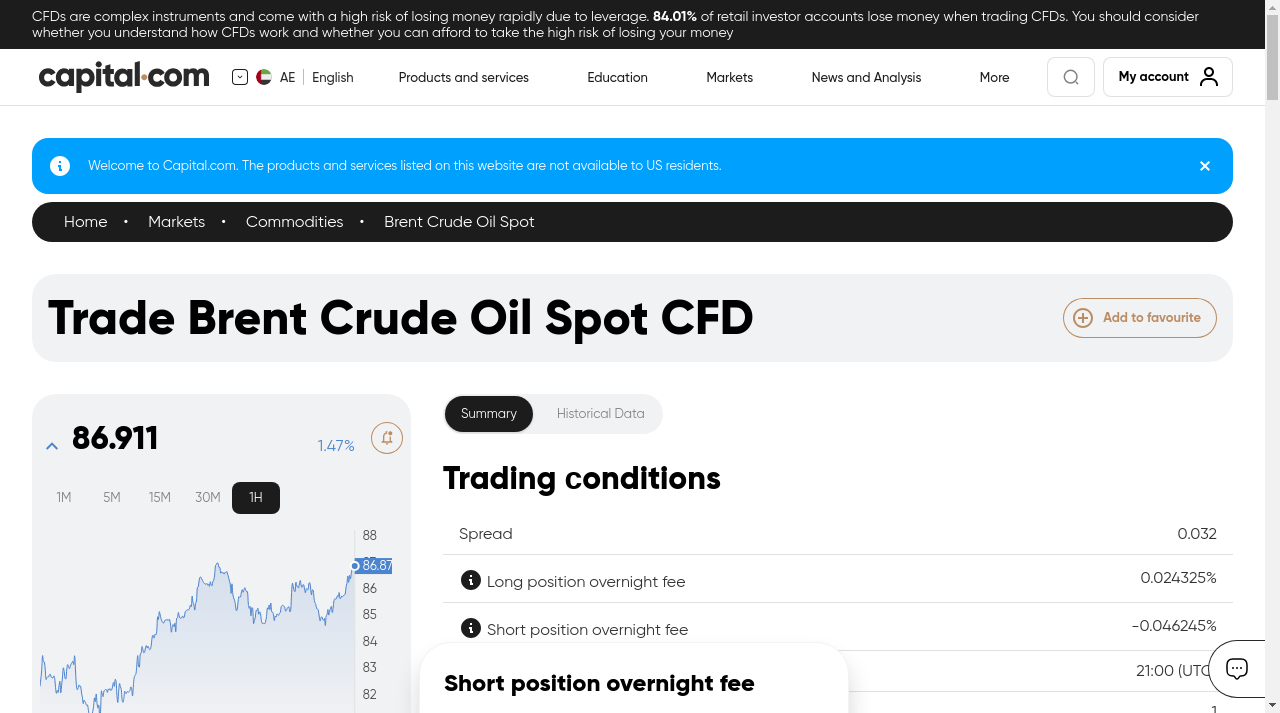 CFDs are complex instruments and come with a high risk of losing money rapidly due to leverage. 84.01% of retail investor accounts lose money when trading CFDs. You should consider
whether you understand how CFDs work and whether you can afford to take the high risk of losing your money
capital.com
AE
English
Products and services
Education
Markets
News and Analysis
More
My account
Welcome to Capital.com. The products and services listed on this website are not available to US residents.
Home • Markets • Commodities • Brent Crude Oil Spot
Trade Brent Crude Oil Spot CFD
Add to favourite
86.911
1.47%
1M 5M 15M 30M 1H
88
86.87
86
85
84
83
82
Summary
Historical Data
Trading conditions
Spread 0.032
Long position overnight fee 0.024325%
Short position overnight fee -0.046245%
21:00 (UTC
1
Short position overnight fee